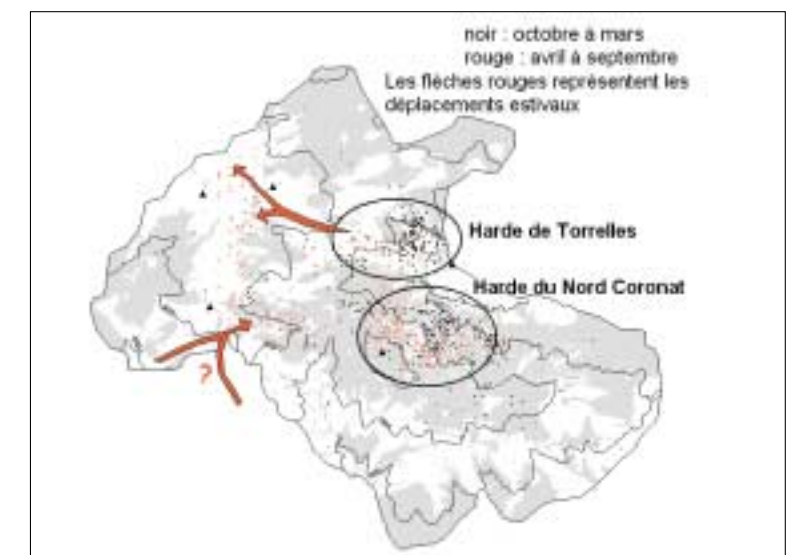 noir : octobre à mars
rouge : avril à septembre
Les flèches rouges représentent les
déplacements estivaux
Harde de Torrelles
Harde du Nord Coronat
?